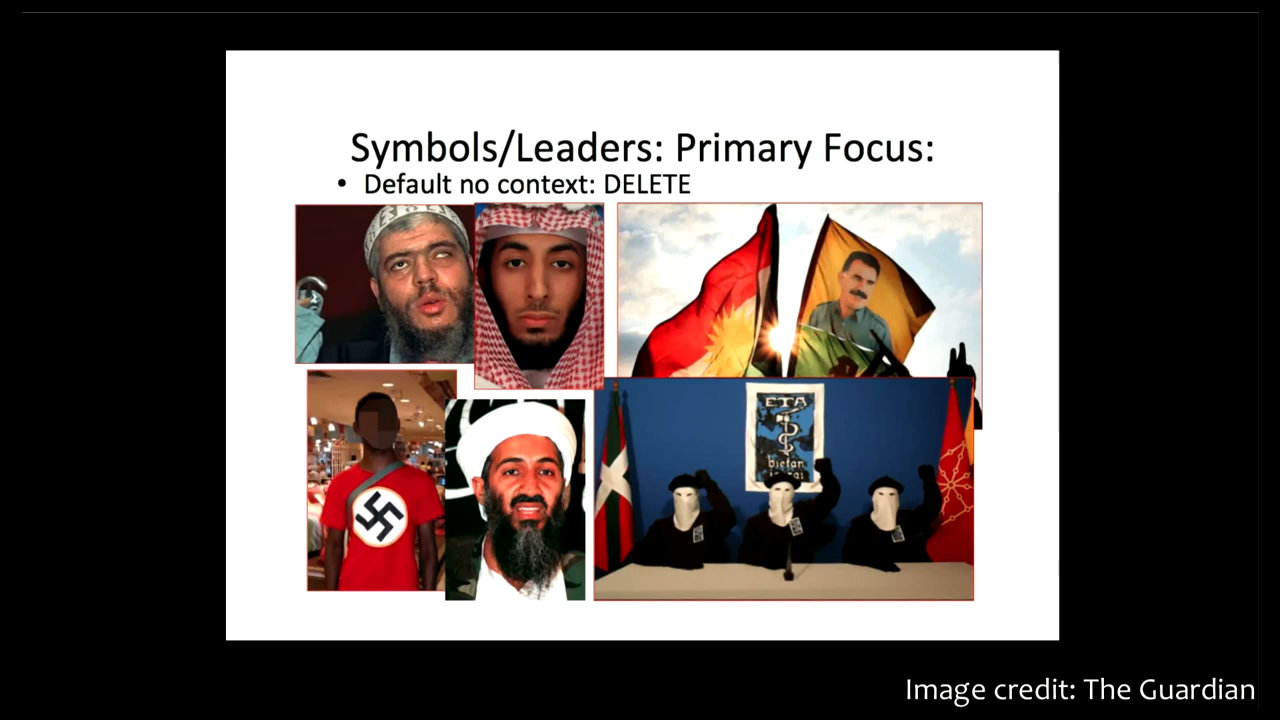 Symbols/Leaders: Primary Focus:
• Default no context: DELETE
ETA
bietan
Image credit: The Guardian